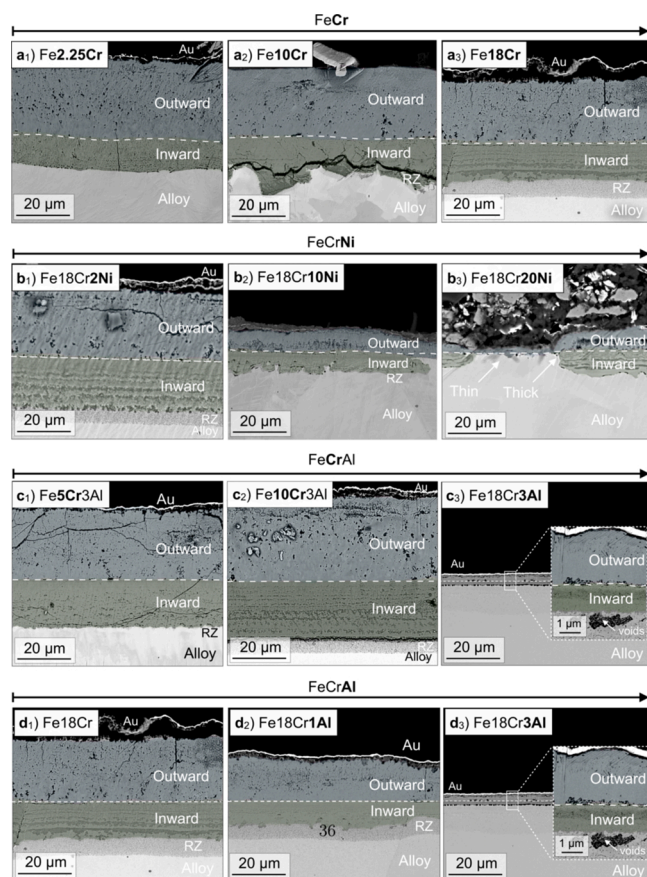 FeCr
a₁) Fe2.25Cr
Au
Outward
Inward
Alloy
20 µm
a₂) Fe10Cr
Outward
Inward
RZ
Alloy
20 µm
a₃) Fe18Cr
Au
Outward
Inward
RZ
Alloy
20 µm
FeCrNi
b₁) Fe18Cr2Ni
Au
Outward
Inward
RZ
Alloy
20 µm
b₂) Fe18Cr10Ni
Outward
Inward
RZ
Alloy
20 µm
b₃) Fe18Cr20Ni
Outward
Inward
Thin
Thick
Alloy
20 µm
FeCrAl
c₁) Fe5Cr3Al
Au
Outward
Inward
RZ
Alloy
20 µm
c₂) Fe10Cr3Al
Au
Outward
Inward
RZ
Alloy
20 µm
c₃) Fe18Cr3Al
Au
Outward
Inward
1 µm
voids
Alloy
20 µm
FeCrAl
d₁) Fe18Cr
Au
Outward
Inward
RZ
Alloy
20 µm
d₂) Fe18Cr1Al
Au
Outward
Inward
36
RZ
Alloy
20 µm
d₃) Fe18Cr3Al
Au
Outward
Inward
1 µm
voids
Alloy
20 µm